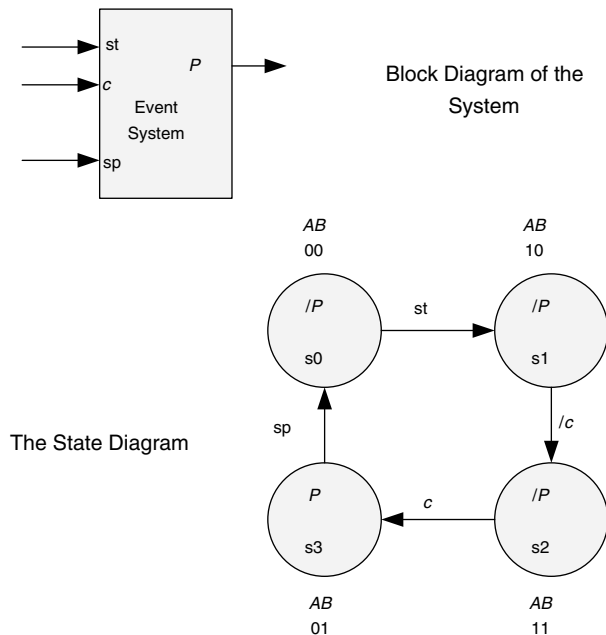 st
P
c
Event
System
sp
Block Diagram of the
System
AB
00
AB
10
/P
st
/P
s0
s1
The State Diagram
sp
/c
P
c
/P
s3
s2
AB
01
AB
11